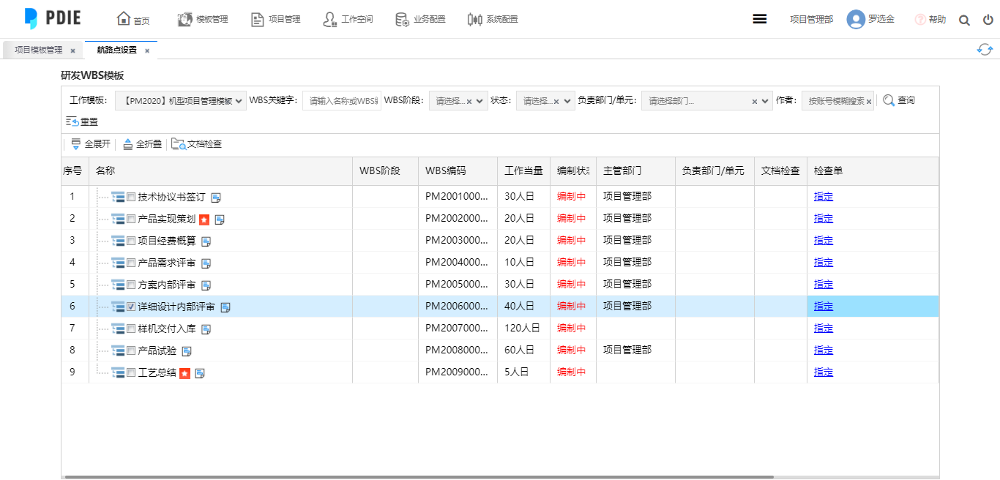 PDIE 首页 模板管理 项目管理 工作空间 业务配置 系统配置 项目管理部 罗选金 帮助
项目模板管理 × 航路点设置 ×
研发WBS模板
工作模板: 【PM2020】机型项目管理模板 WBS关键字: 请输入名称或WBS编 WBS阶段: 请选择... × 状态: 请选择... × 负责部门/单元: 请选择部门... × 作者: 按账号模糊搜索 × 查询
重置
全展开 全折叠 文档检查
序号 名称 WBS阶段 WBS编码 工作当量 编制状态 主管部门 负责部门/单元 文档检查 检查单
1 技术协议书签订 PM2001000... 30人日 编制中 项目管理部 指定
2 产品实现策划 PM2002000... 20人日 编制中 项目管理部 指定
3 项目经费概算 PM2003000... 20人日 编制中 项目管理部 指定
4 产品需求评审 PM2004000... 10人日 编制中 项目管理部 指定
5 方案内部评审 PM2005000... 30人日 编制中 项目管理部 指定
6 详细设计内部评审 PM2006000... 40人日 编制中 项目管理部 指定
7 样机交付入库 PM2007000... 120人日 编制中 指定
8 产品试验 PM2008000... 60人日 编制中 项目管理部 指定
9 工艺总结 PM2009000... 5人日 编制中 指定